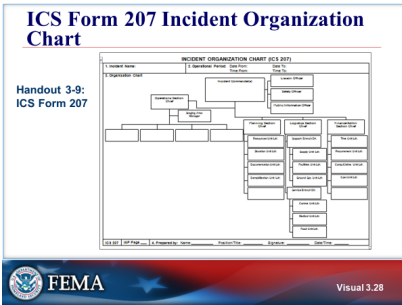 ICS Form 207 Incident Organization
Chart
Handout 3-9:
ICS Form 207
INCIDENT ORGANIZATION CHART (ICS 207)
1. Incident Name:
2. Operational Period: Date From: Date To:
Time From: Time To:
3. Organization Chart
Incident Commander(s)
Liaison Officer
Safety Officer
Public Information Officer
Operations Section
Chief
Staging Area
Manager
Planning Section
Chief
Logistics Section
Chief
Finance/Admin
Section Chief
Resources Unit Ldr.
Support Branch Dir.
Time Unit Ldr.
Situation Unit Ldr.
Supply Unit Ldr.
Procurement Unit Ldr.
Documentation Unit Ldr.
Facilities Unit Ldr.
Comp./Claims Unit Ldr.
Demobilization Unit Ldr.
Ground Spt. Unit Ldr.
Cost Unit Ldr.
Service Branch Dir.
Comms Unit Ldr.
Medical Unit Ldr.
Food Unit Ldr.
ICS 207 IAP Page 4. Prepared by: Name: Position/Title: Signature: Date/Time:
FEMA
Visual 3.28